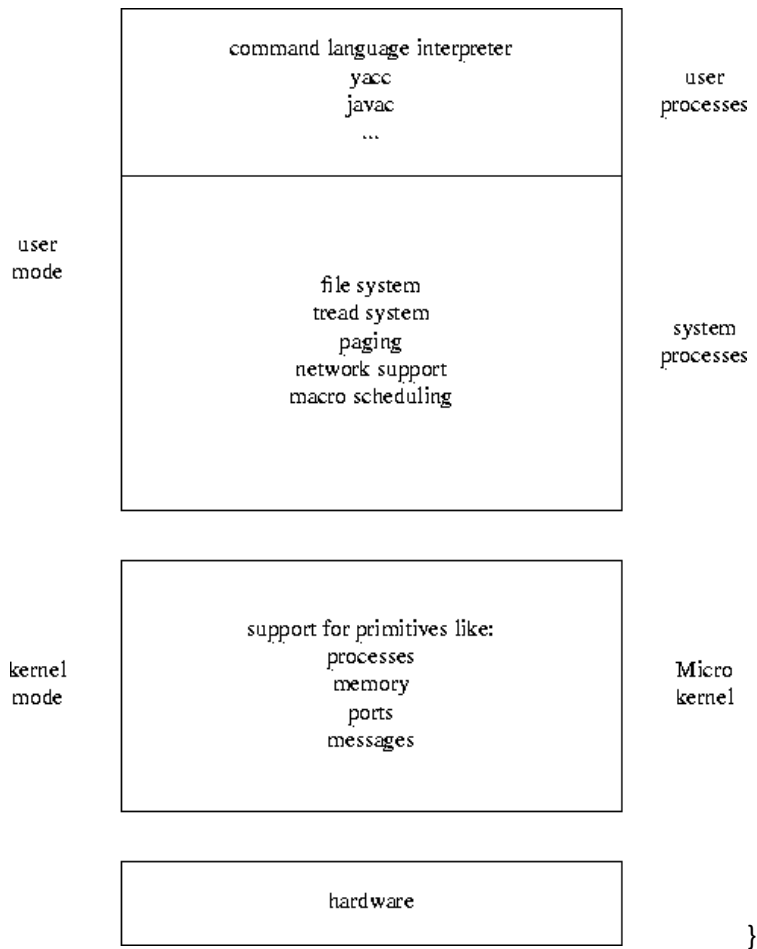 command language interpreter
yacc
javac
...
user
processes
user
mode
file system
tread system
paging
network support
macro scheduling
system
processes
support for primitives like:
processes
memory
ports
messages
kernel
mode
Micro
kernel
hardware
}